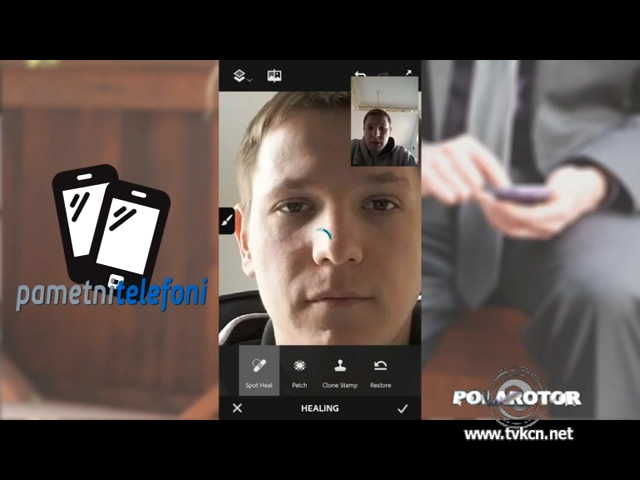 pametnitelefoni
Spot Heal
Patch
Clone Stamp
Restore
HEALING
POLAROTOR
www.tvkcn.net